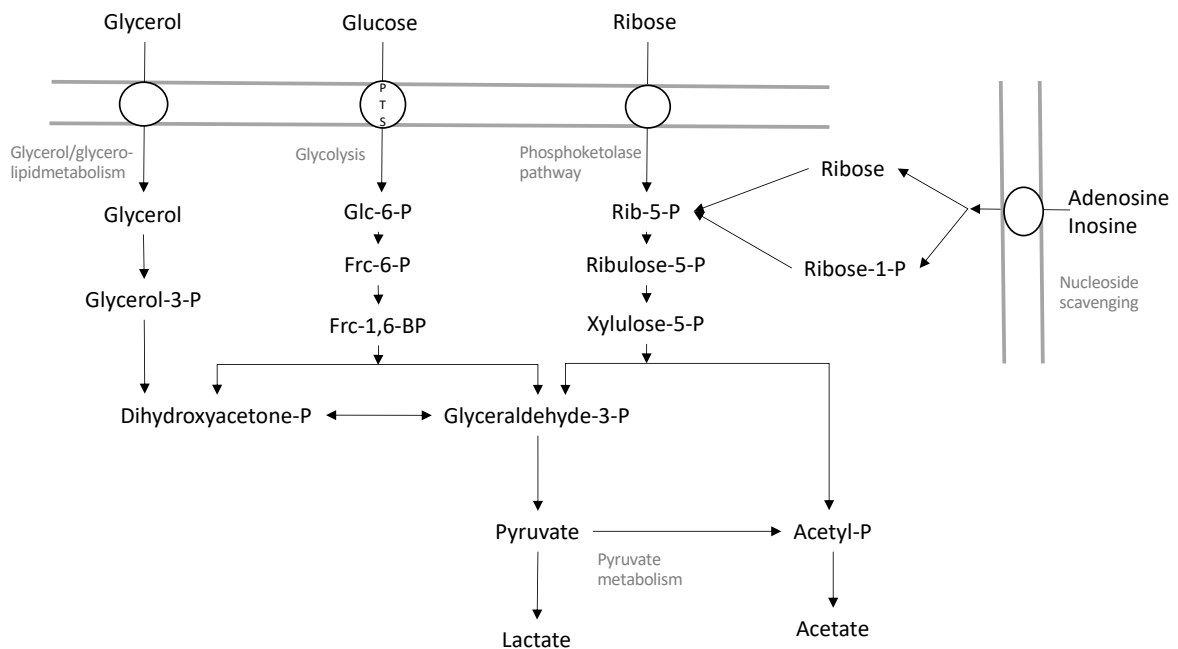 Glycerol
Glucose
Ribose
P
T
S
Glycerol/glycero-
lipidmetabolism
Glycolysis
Phosphoketolase
pathway
Ribose
Adenosine
Inosine
Glycerol
Glc-6-P
Rib-5-P
Frc-6-P
Ribulose-5-P
Ribose-1-P
Nucleoside
scavenging
Glycerol-3-P
Frc-1,6-BP
Xylulose-5-P
Dihydroxyacetone-P
Glyceraldehyde-3-P
Pyruvate
Acetyl-P
Pyruvate
metabolism
Lactate
Acetate